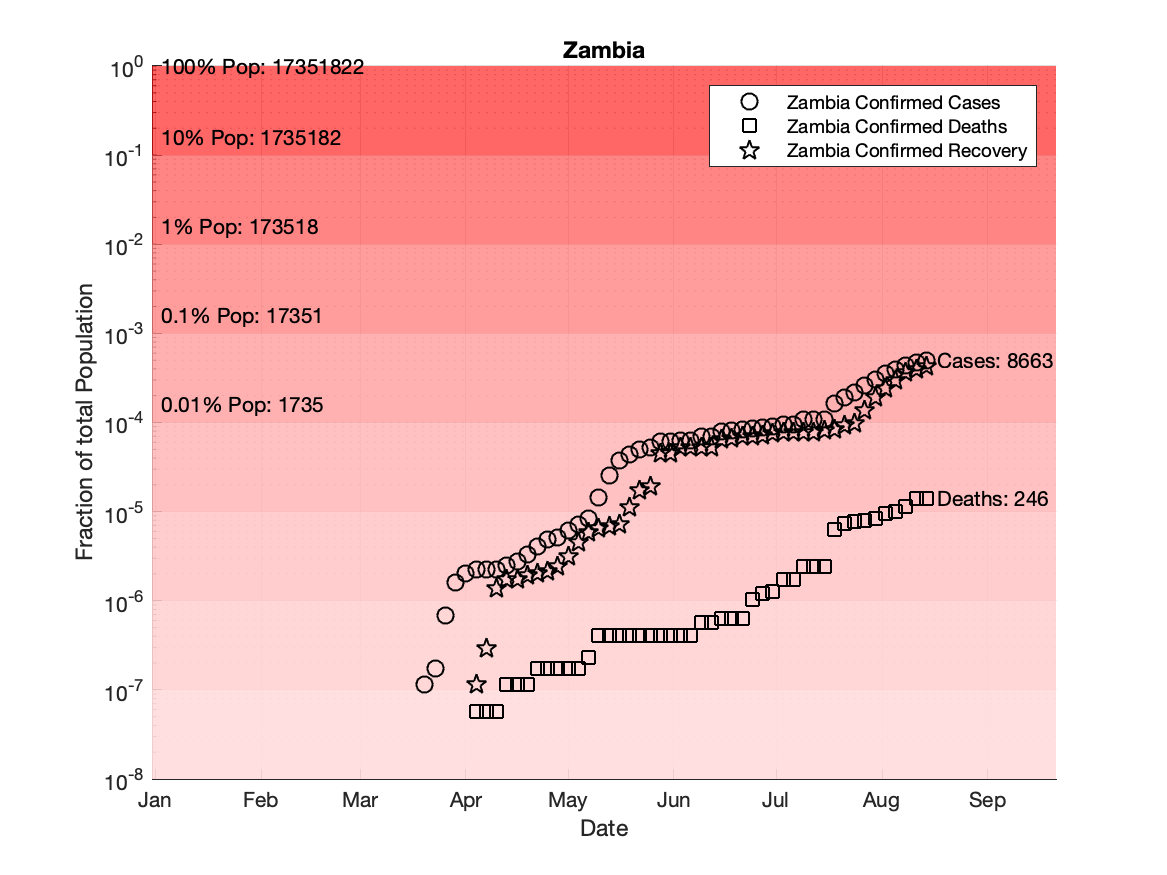 Zambia
10^0
100% Pop: 17351822
Zambia Confirmed Cases
Zambia Confirmed Deaths
Zambia Confirmed Recovery
10% Pop: 1735182
10^-1
1% Pop: 173518
10^-2
0.1% Pop: 17351
10^-3
Cases: 8663
0.01% Pop: 1735
10^-4
Deaths: 246
10^-5
10^-6
10^-7
10^-8
Fraction of total Population
Jan Feb Mar Apr May Jun Jul Aug Sep
Date